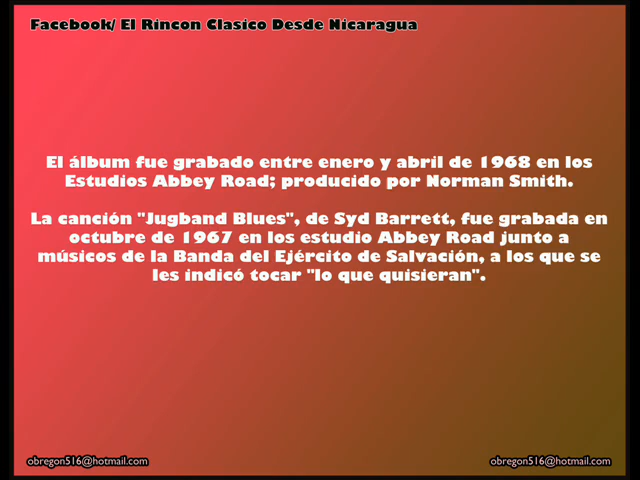 Facebook/ El Rincon Clasico Desde Nicaragua
El álbum fue grabado entre enero y abril de 1968 en los
Estudios Abbey Road; producido por Norman Smith.
La canción "Jugband Blues", de Syd Barrett, fue grabada en
octubre de 1967 en los estudio Abbey Road junto a
músicos de la Banda del Ejército de Salvación, a los que se
les indicó tocar "lo que quisieran".
obregon516@hotmail.com
obregon516@hotmail.com